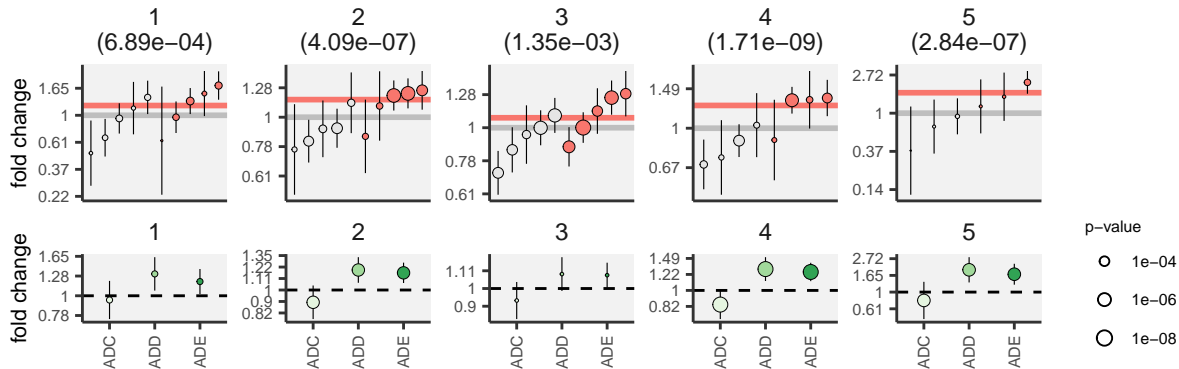 1
(6.89e−04)
2
(4.09e−07)
3
(1.35e−03)
4
(1.71e−09)
5
(2.84e−07)
fold change
1.65
1
0.61
0.37
0.22
1.28
1
0.78
0.61
1.28
1
0.78
0.61
1.49
1
0.67
2.72
1
0.37
0.14
1
2
3
4
5
fold change
1.65
1.28
1
0.78
1.35
1.22
1.11
1
0.9
0.82
1.11
1
0.9
1.49
1.22
1
0.82
2.72
1.65
1
0.61
ADC
ADD
ADE
ADC
ADD
ADE
ADC
ADD
ADE
ADC
ADD
ADE
ADC
ADD
ADE
p−value
1e−04
1e−06
1e−08